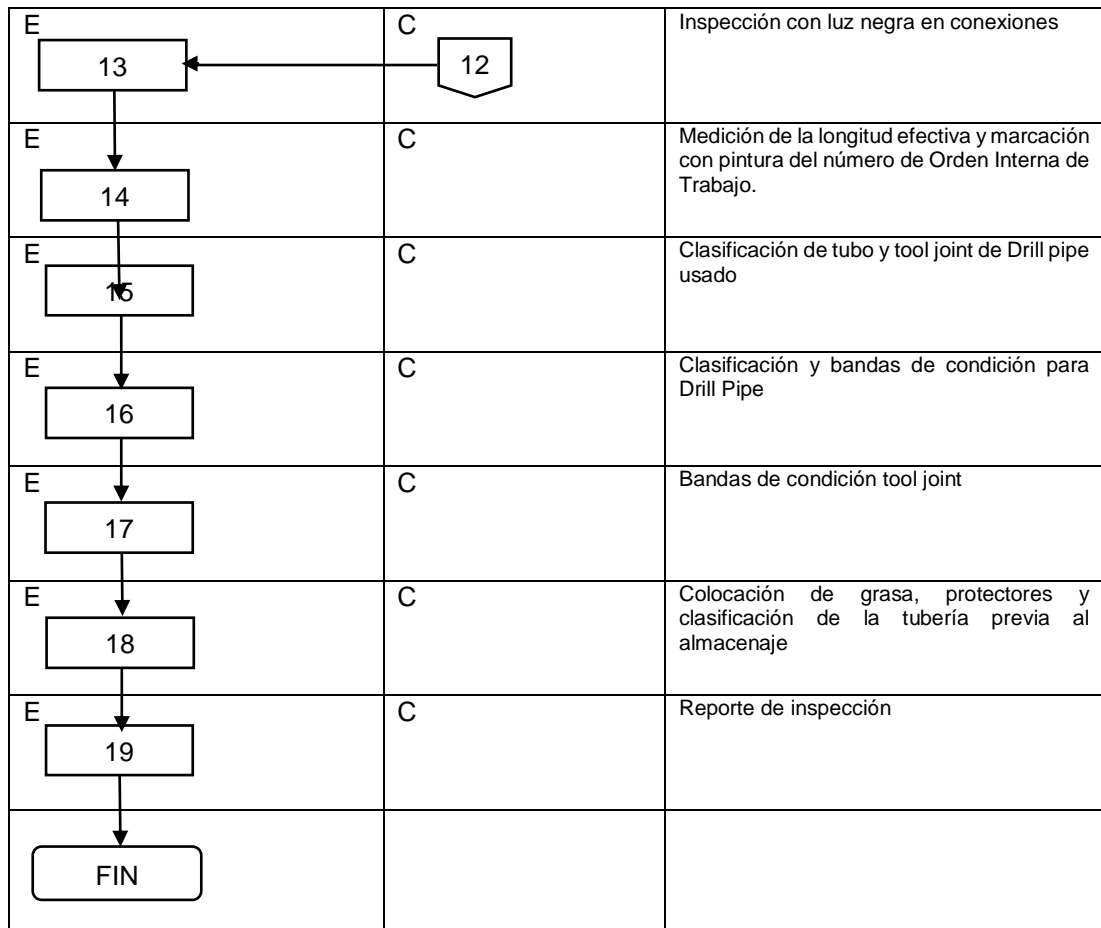 E
C
Inspección con luz negra en conexiones
13
12
E
C
Medición de la longitud efectiva y marcación
con pintura del número de Orden Interna de
Trabajo.
14
E
C
Clasificación de tubo y tool joint de Drill pipe
usado
15
E
C
Clasificación y bandas de condición para
Drill Pipe
16
E
C
Bandas de condición tool joint
17
E
C
Colocación de grasa, protectores y
clasificación de la tubería previa al
almacenaje
18
E
C
Reporte de inspección
19
FIN